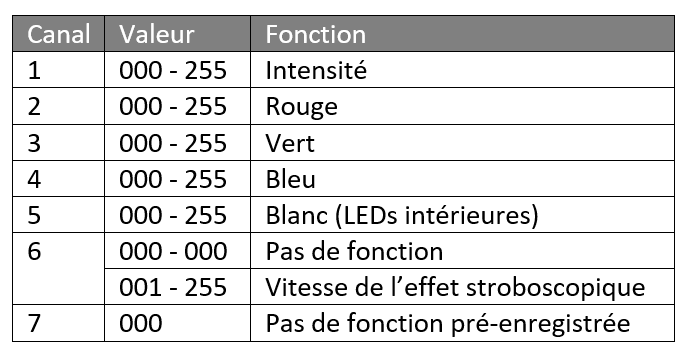 Canal Valeur Fonction
1 000 - 255 Intensité
2 000 - 255 Rouge
3 000 - 255 Vert
4 000 - 255 Bleu
5 000 - 255 Blanc (LEDs intérieures)
6 000 - 000 Pas de fonction
001 - 255 Vitesse de l’effet stroboscopique
7 000 Pas de fonction pré-enregistrée